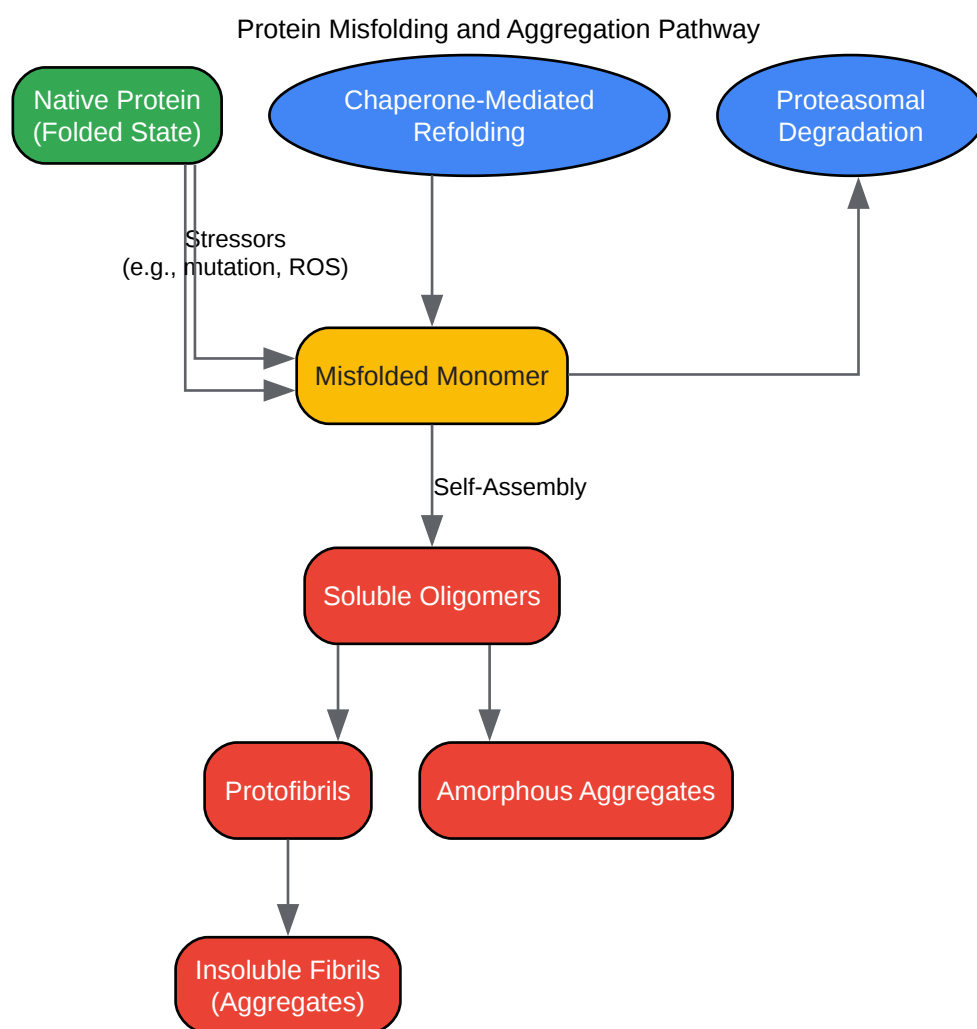 Protein Misfolding and Aggregation Pathway
Native Protein
(Folded State)
Chaperone-Mediated
Refolding
Proteasomal
Degradation
Stressors
(e.g., mutation, ROS)
Misfolded Monomer
Self-Assembly
Soluble Oligomers
Protofibrils
Amorphous Aggregates
Insoluble Fibrils
(Aggregates)